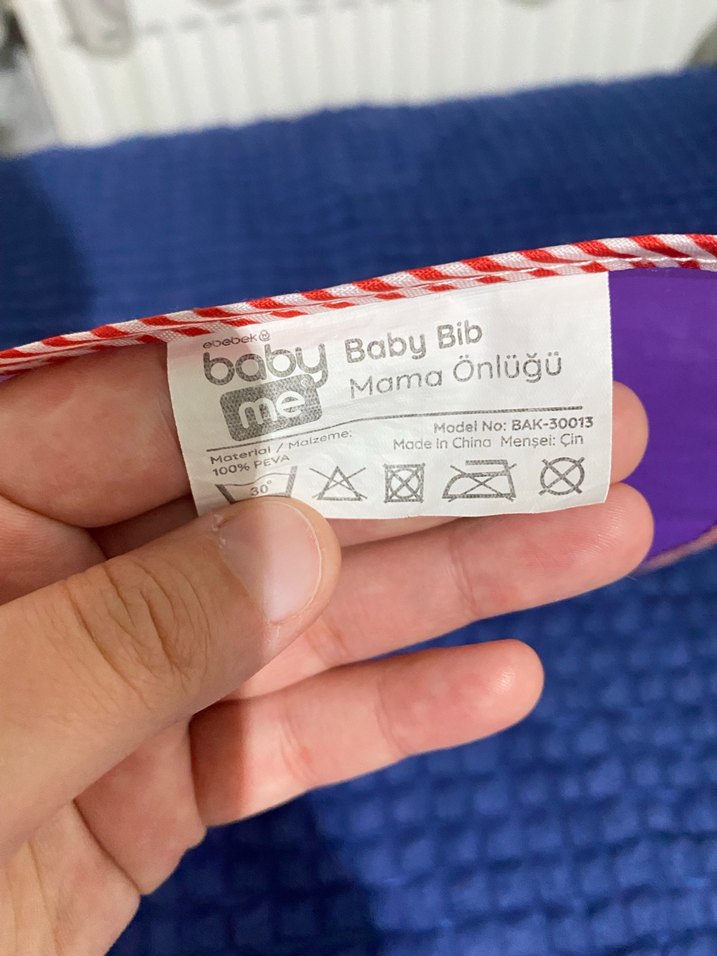 ebebek
baby
me
Baby Bib
Mama Önlüğü
Model No: BAK-30013
Material / Malzeme:
100% PEVA
Made in China Menşei: Çin
30°